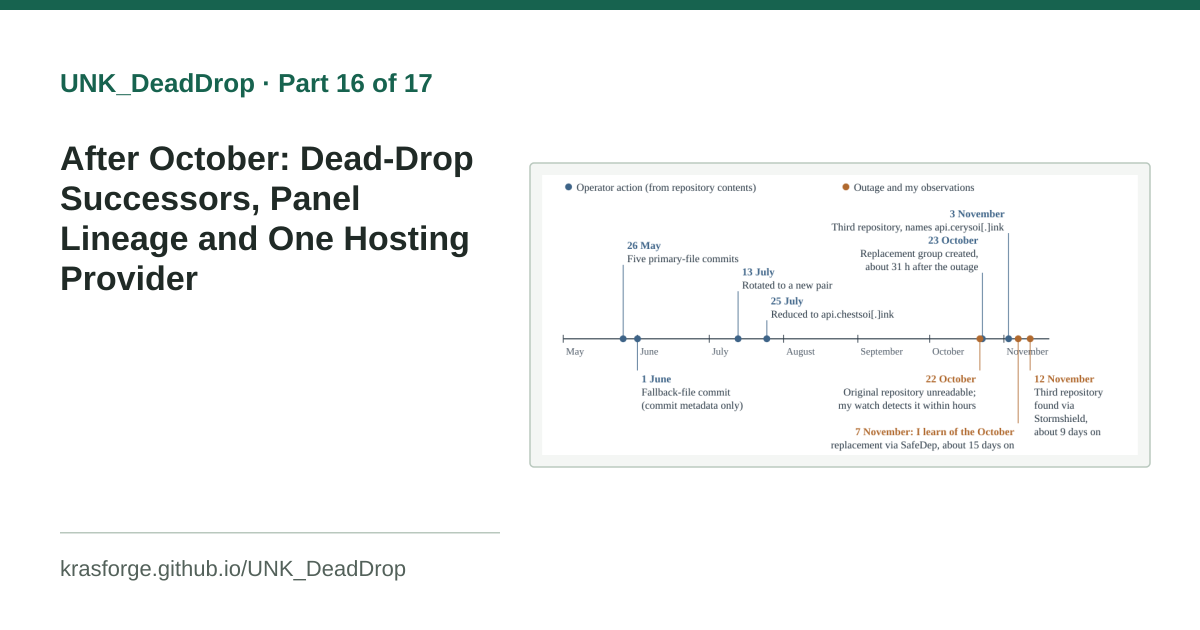 UNK_DeadDrop · Part 16 of 17
After October: Dead-Drop
Successors, Panel
Lineage and One Hosting
Provider
Operator action (from repository contents)
Outage and my observations
3 November
Third repository, names api.cerysoi[.]ink
23 October
Replacement group created,
about 31 h after the outage
26 May
Five primary-file commits
13 July
Rotated to a new pair
25 July
Reduced to api.chestsoi[.]ink
May
June
July
August
September
October
November
1 June
Fallback-file commit
(commit metadata only)
22 October
Original repository unreadable;
my watch detects it within hours
7 November: I learn of the October
replacement via SafeDep, about 15 days on
12 November
Third repository
found via
Stormshield,
about 9 days on
krasforge.github.io/UNK_DeadDrop